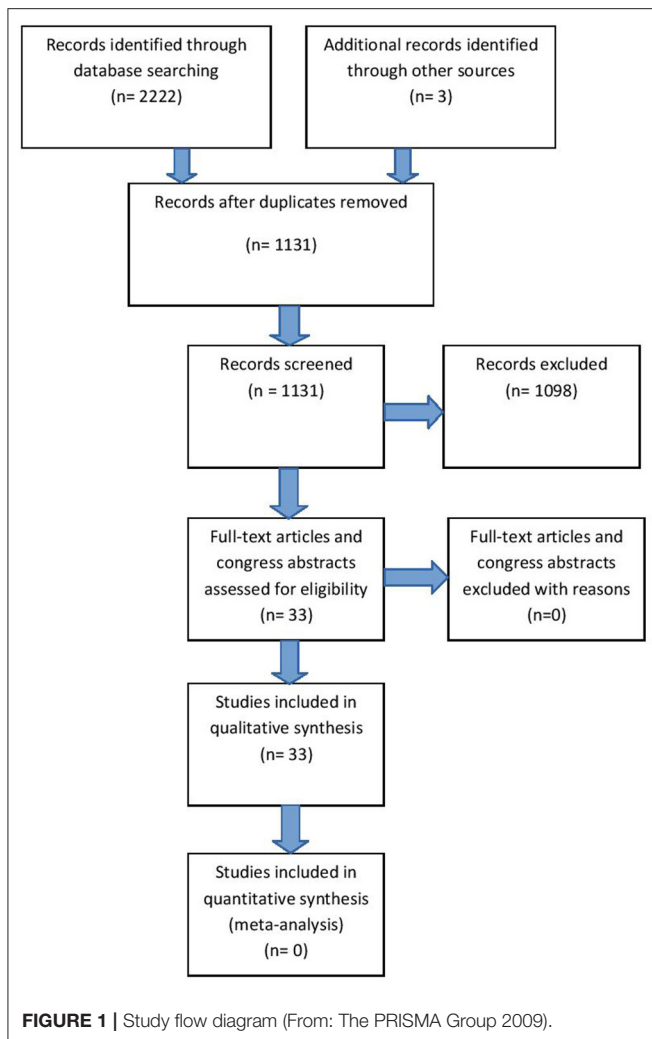 Records identified through
database searching
(n= 2222)
Additional records identified
through other sources
(n= 3)
Records after duplicates removed
(n= 1131)
Records screened
(n = 1131)
Records excluded
(n= 1098)
Full-text articles and
congress abstracts
assessed for eligibility
(n= 33)
Full-text articles and
congress abstracts
excluded with reasons
(n=0)
Studies included in
qualitative synthesis
(n= 33)
Studies included in
quantitative synthesis
(meta-analysis)
(n= 0)
FIGURE 1 | Study flow diagram (From: The PRISMA Group 2009).